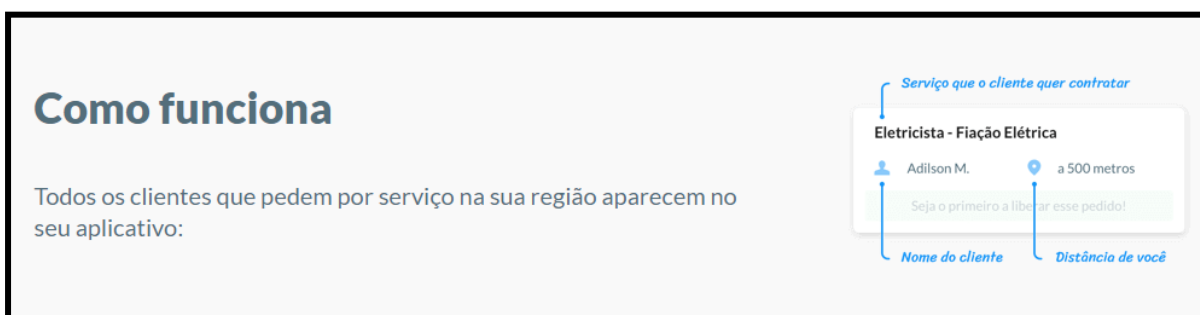 Como funciona
Todos os clientes que pedem por serviço na sua região aparecem no
seu aplicativo:
Serviço que o cliente quer contratar
Eletricista - Fiação Elétrica
Adilson M.
a 500 metros
Seja o primeiro a liberar esse pedido!
Nome do cliente
Distância de você